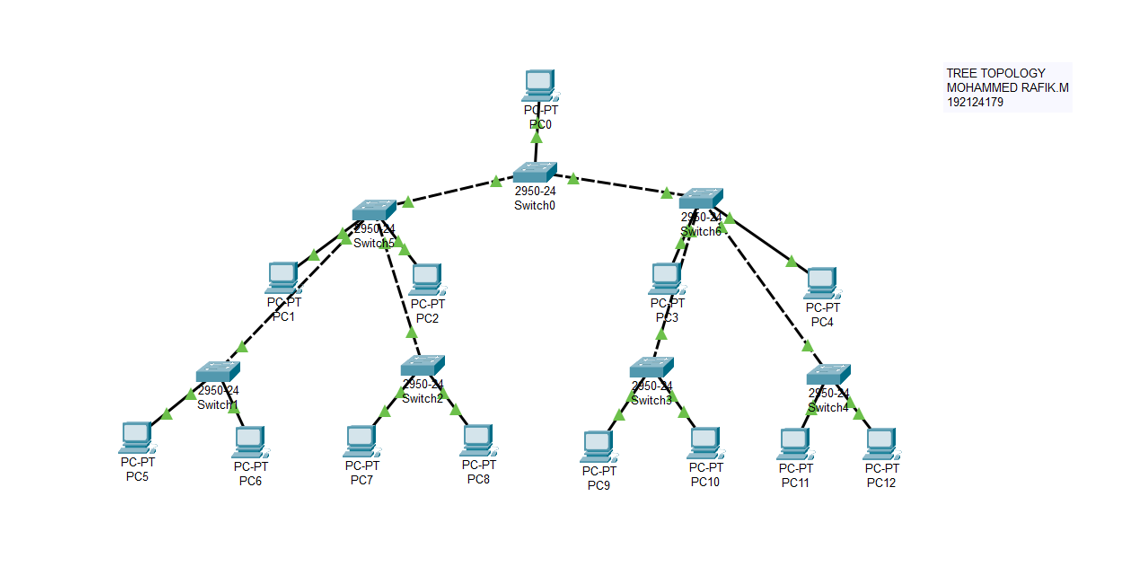 TREE TOPOLOGY
MOHAMMED RAFIK.M
192124179
PC-PT
PC0
2950-24
Switch0
2950-24
Switch5
2950-24
Switch6
PC-PT
PC1
PC-PT
PC2
PC-PT
PC3
PC-PT
PC4
2950-24
Switch1
2950-24
Switch2
2950-24
Switch3
2950-24
Switch4
PC-PT
PC5
PC-PT
PC6
PC-PT
PC7
PC-PT
PC8
PC-PT
PC9
PC-PT
PC10
PC-PT
PC11
PC-PT
PC12